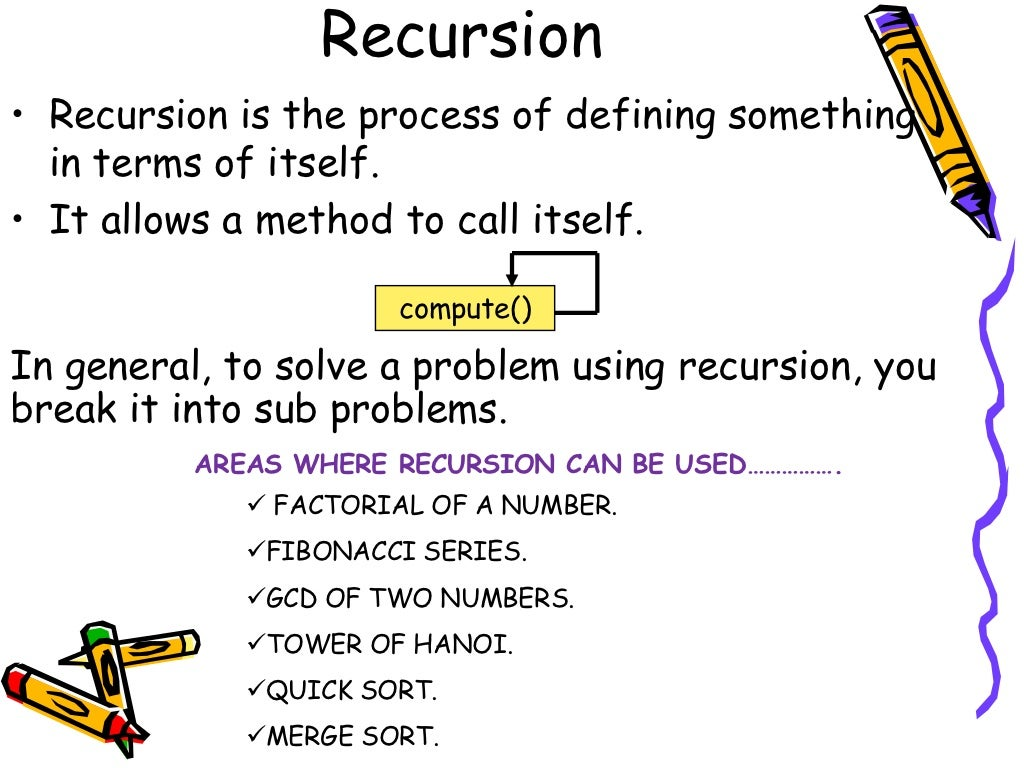 Recursion
• Recursion is the process of defining something
in terms of itself.
• It allows a method to call itself.
compute()
In general, to solve a problem using recursion, you
break it into sub problems.
AREAS WHERE RECURSION CAN BE USED…………….
✓ FACTORIAL OF A NUMBER.
✓FIBONACCI SERIES.
✓GCD OF TWO NUMBERS.
✓TOWER OF HANOI.
✓QUICK SORT.
✓MERGE SORT.